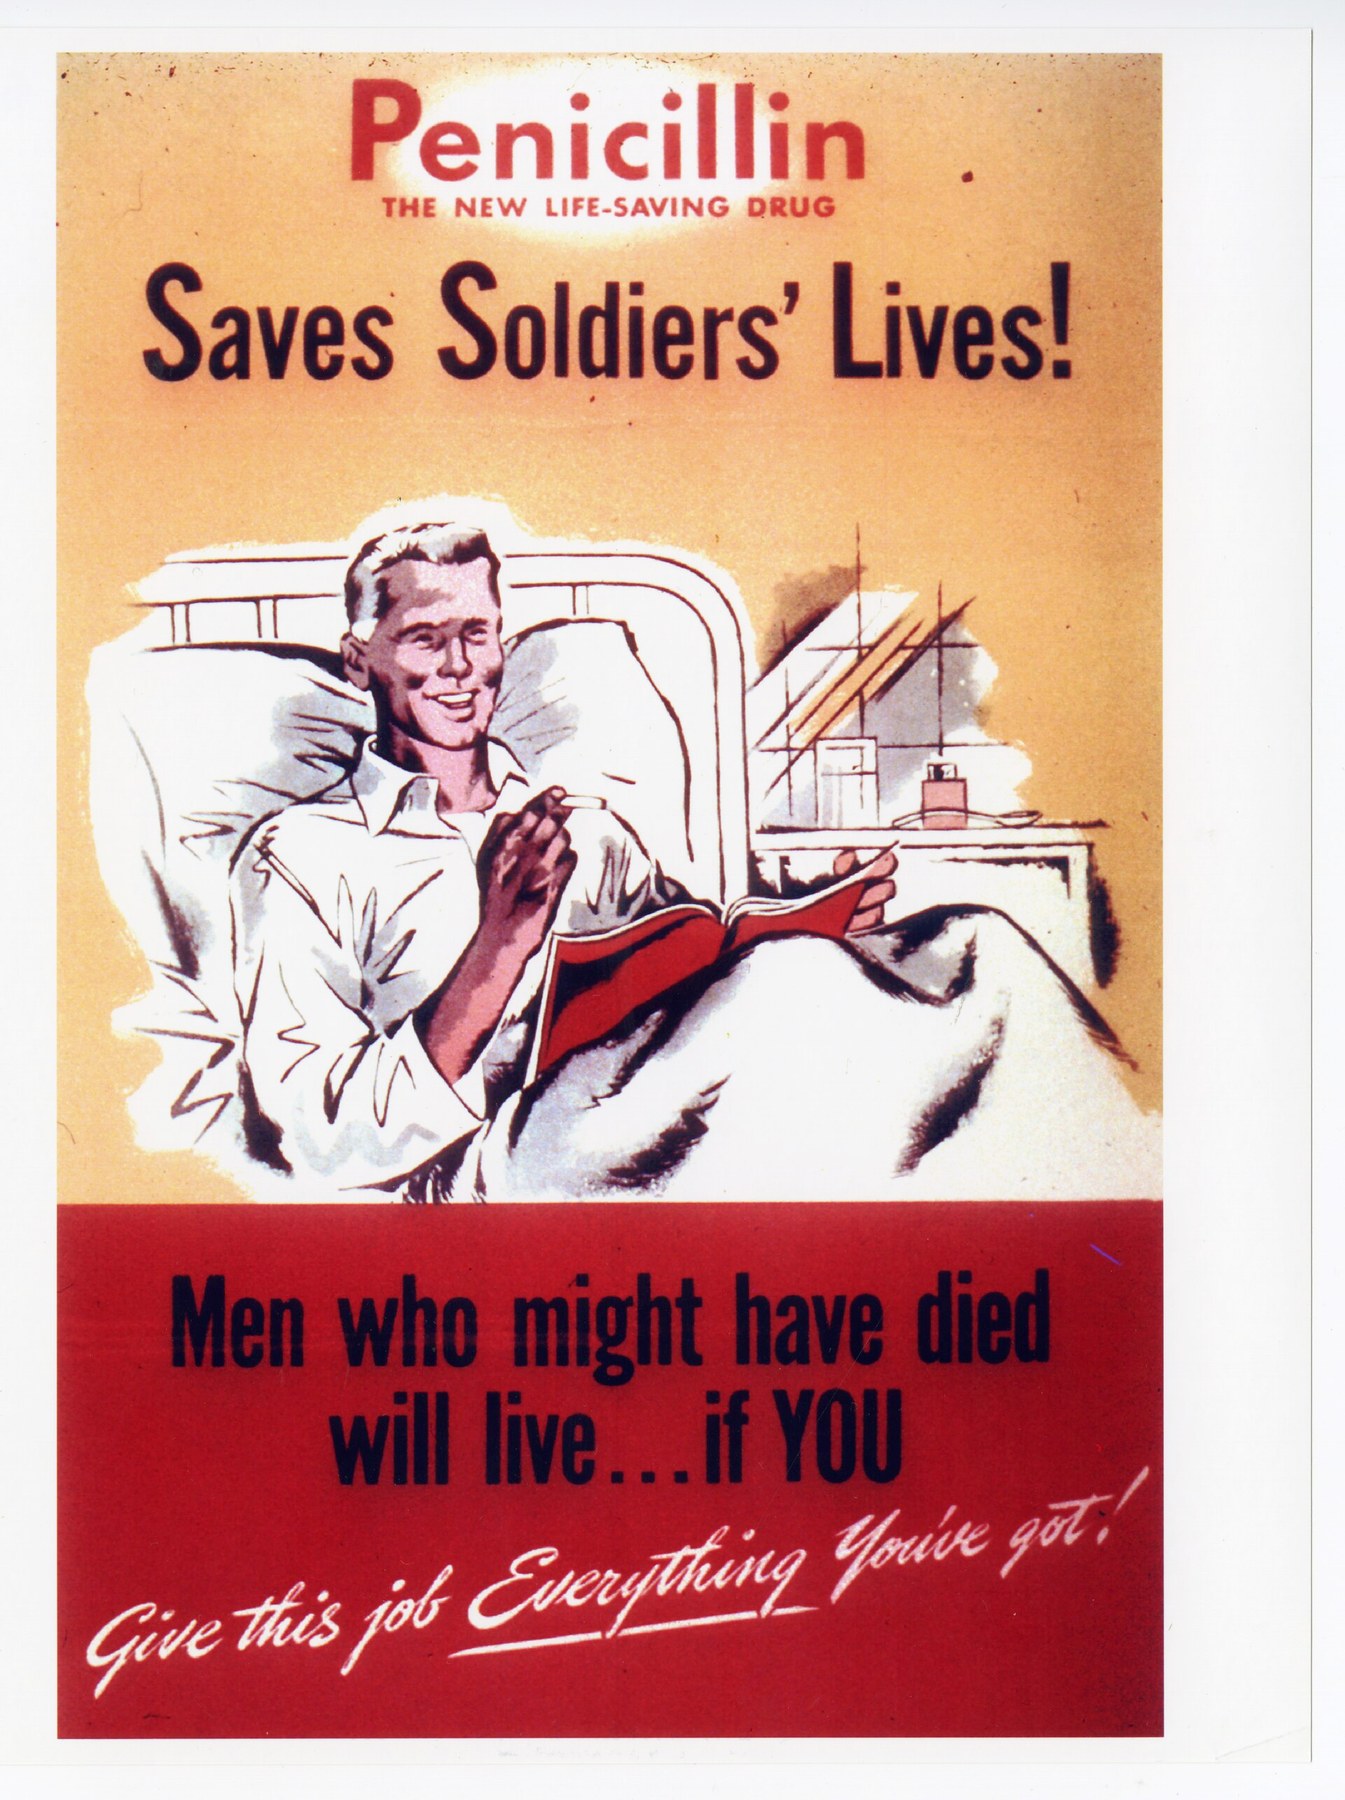 Penicillin
THE NEW LIFE-SAVING DRUG
Saves Soldiers' Lives!
Men who might have died
will live...if YOU
Give this job Everything You've got!